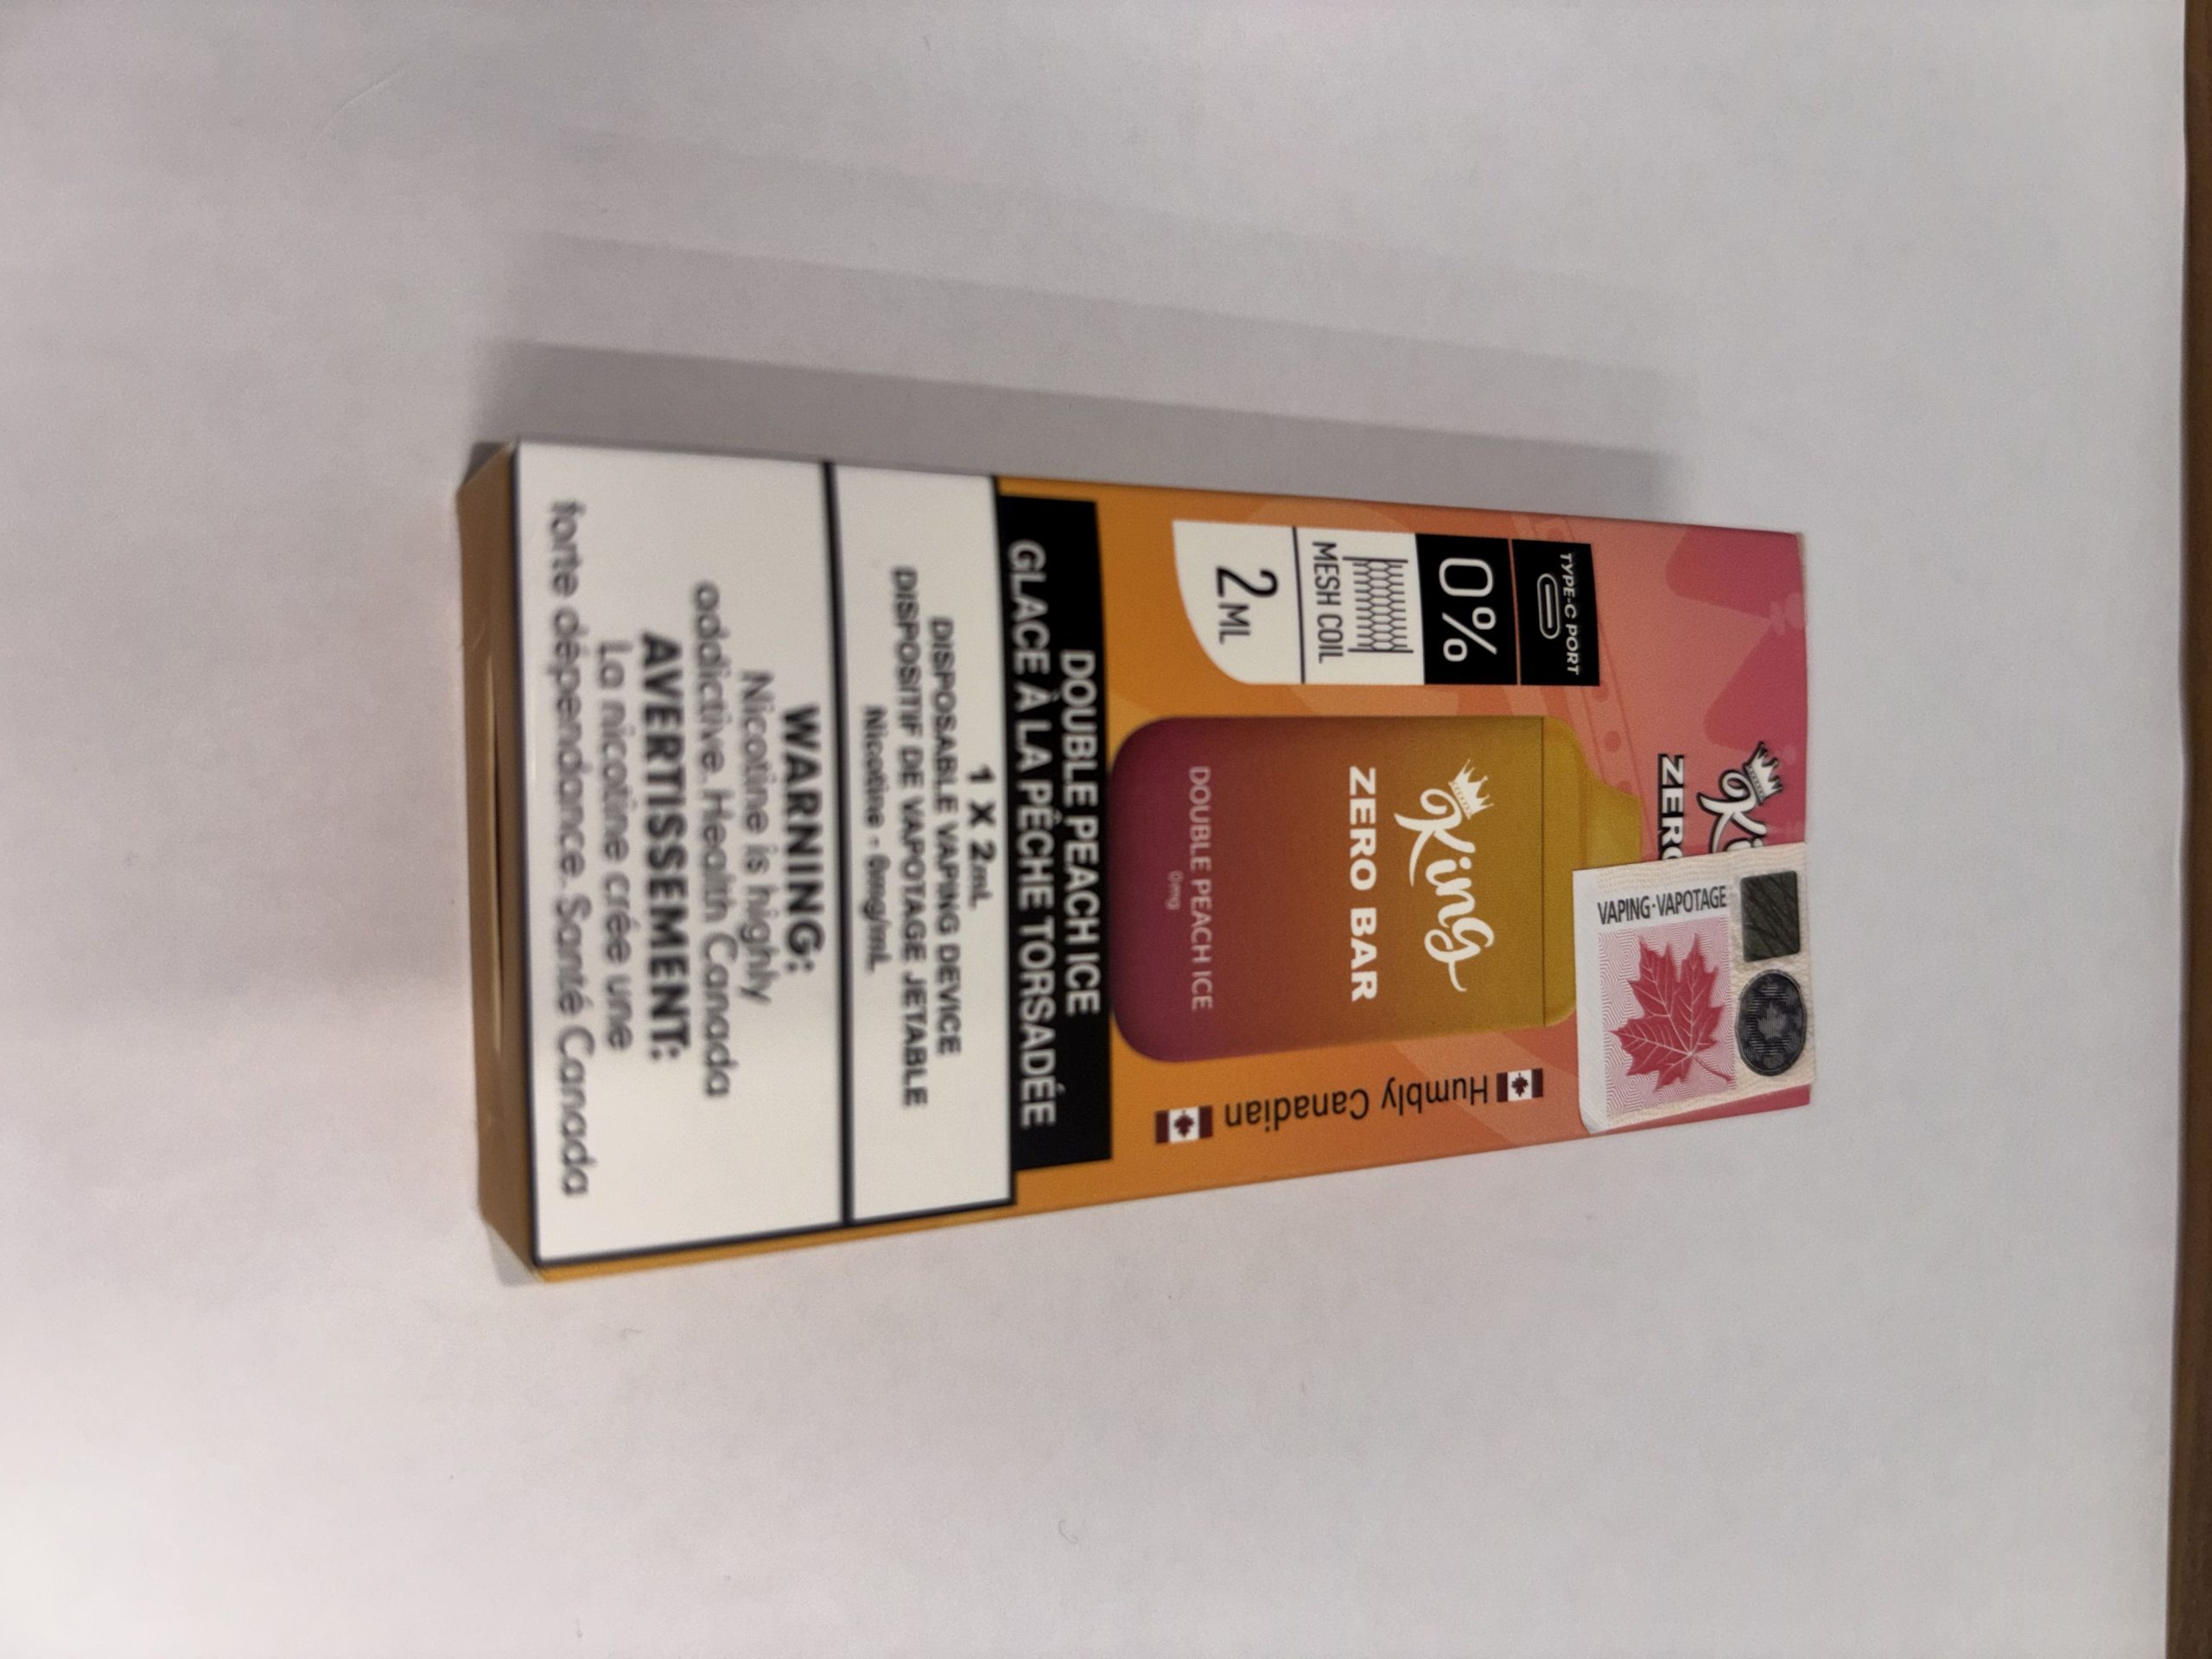 Ki
ZERO
VAPING·VAPOTAGE
TYPE-C PORT
0%
MESH COIL
2ML
King
ZERO BAR
DOUBLE PEACH ICE
0mg
Humbly Canadian
DOUBLE PEACH ICE
GLACE À LA PÊCHE TORSADÉE
1 X 2mL
DISPOSABLE VAPING DEVICE
DISPOSITIF DE VAPOTAGE JETABLE
Nicotine - 0mg/mL
WARNING:
Nicotine is highly
addictive. Health Canada
AVERTISSEMENT:
La nicotine crée une
forte dépendance. Santé Canada